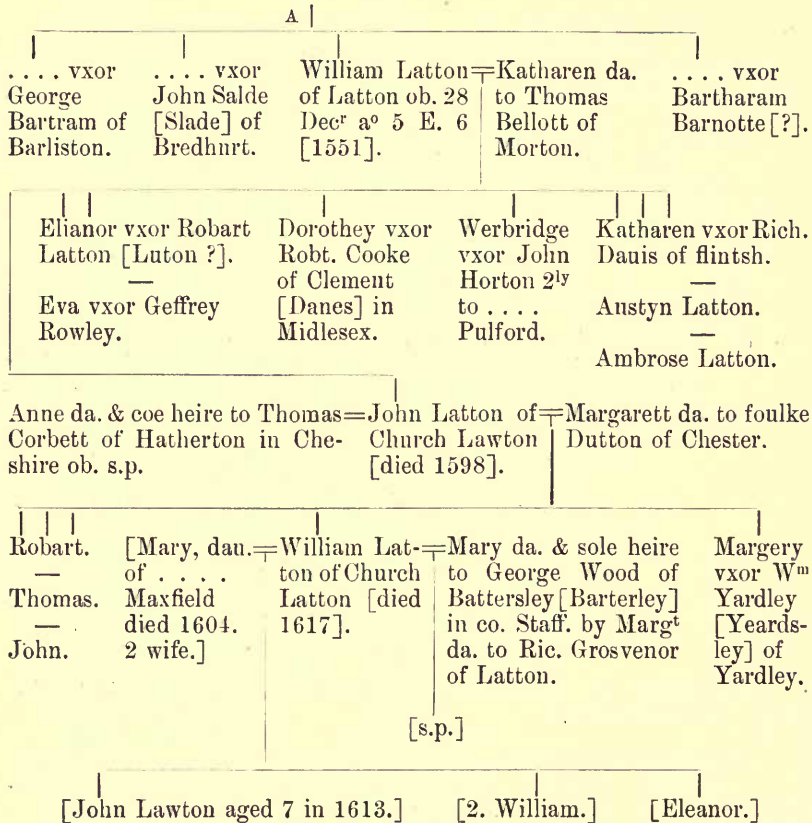 A
. . . . vxor
George
Bartram of
Barliston.
. . . . vxor
John Salde
[Slade] of
Bredhurt.
William Latton
of Latton ob. 28
Decʳ aᵒ 5 E. 6
[1551].
Katharen da.
to Thomas
Bellott of
Morton.
. . . . vxor
Bartharam
Barnotte [?].
Elianor vxor Robart
Latton [Luton ?].
—
Eva vxor Geffrey
Rowley.
Dorothey vxor
Robt. Cooke
of Clement
[Danes] in
Midlesex.
Werbridge
vxor John
Horton 2ˡʸ
to . . . .
Pulford.
Katharen vxor Rich.
Dauis of flintsh.
—
Austyn Latton.
—
Ambrose Latton.
Anne da. & coe heire to Thomas
Corbett of Hatherton in Che-
shire ob. s.p.
John Latton of
Church Lawton
[died 1598].
Margarett da. to foulke
Dutton of Chester.
Robart.
—
Thomas.
—
John.
[Mary, dau.
of . . . .
Maxfield
died 1604.
2 wife.]
William Lat-
ton of Church
Latton [died
1617].
Mary da. & sole heire
to George Wood of
Battersley [Barterley]
in co. Staff. by Margᵗ
da. to Ric. Grosvenor
of Latton.
Margery
vxor Wᵐ
Yardley
[Yeards-
ley] of
Yardley.
[s.p.]
[John Lawton aged 7 in 1613.]
[2. William.]
[Eleanor.]